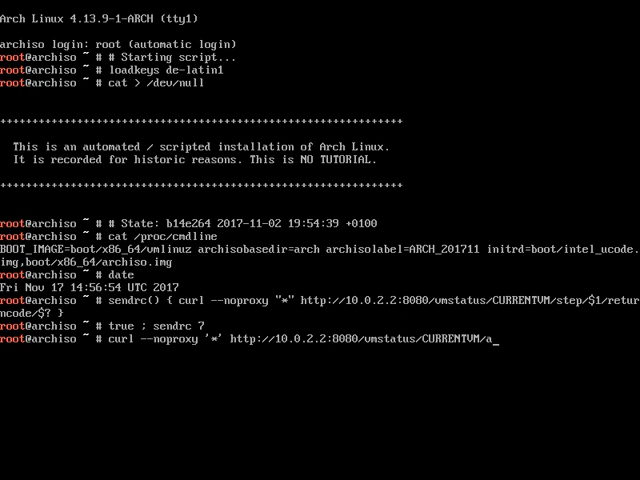 Arch Linux 4.13.9-1-ARCH (tty1)
archiso login: root (automatic login)
root@archiso ~ # # Starting script...
root@archiso ~ # loadkeys de-latin1
root@archiso ~ # cat > /dev/null
+++++++++++++++++++++++++++++++++++++++++++++++++++++++++++++++
This is an automated / scripted installation of Arch Linux.
It is recorded for historic reasons. This is NO TUTORIAL.
+++++++++++++++++++++++++++++++++++++++++++++++++++++++++++++++
root@archiso ~ # # State: b14e264 2017-11-02 19:54:39 +0100
root@archiso ~ # cat /proc/cmdline
BOOT_IMAGE=boot/x86_64/vmlinuz archisobasedir=arch archisolabel=ARCH_201711 initrd=boot/intel_ucode.
img,boot/x86_64/archiso.img
root@archiso ~ # date
Fri Nov 17 14:56:54 UTC 2017
root@archiso ~ # sendrc() { curl --noproxy "*" http://10.0.2.2:8080/vmstatus/CURRENTVM/step/$1/retur
ncode/$? }
root@archiso ~ # true ; sendrc 7
root@archiso ~ # curl --noproxy '*' http://10.0.2.2:8080/vmstatus/CURRENTVM/a_